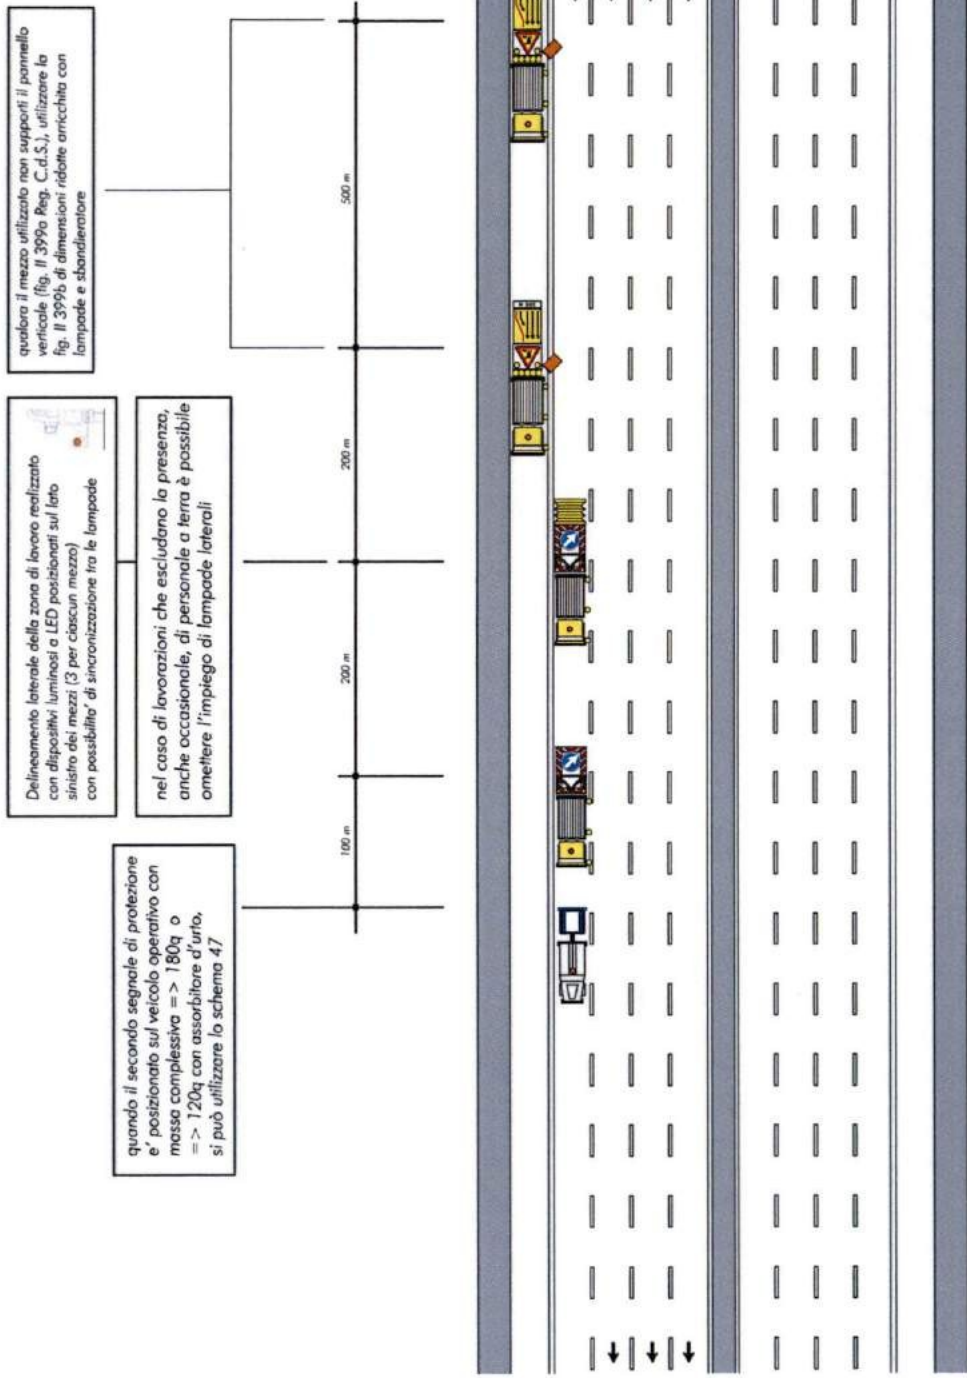 qualora il mezzo utilizzato non supporti il pannello
verticale (fig. II 399a Reg. C.d.S.), utilizzare la
fig. II 399b di dimensioni ridotte arricchita con
lampade e sbandieratore
Delineamento laterale della zona di lavoro realizzato
con dispositivi luminosi a LED posizionati sul lato
sinistro dei mezzi (3 per ciascun mezzo)
con possibilita' di sincronizzazione tra le lampade
nel caso di lavorazioni che escludano la presenza,
anche occasionale, di personale a terra è possibile
omettere l'impiego di lampade laterali
quando il secondo segnale di protezione
e' posizionato sul veicolo operativo con
massa complessiva => 180q o
=> 120q con assorbitore d'urto,
si può utilizzare lo schema 47
100 m
200 m
200 m
500 m